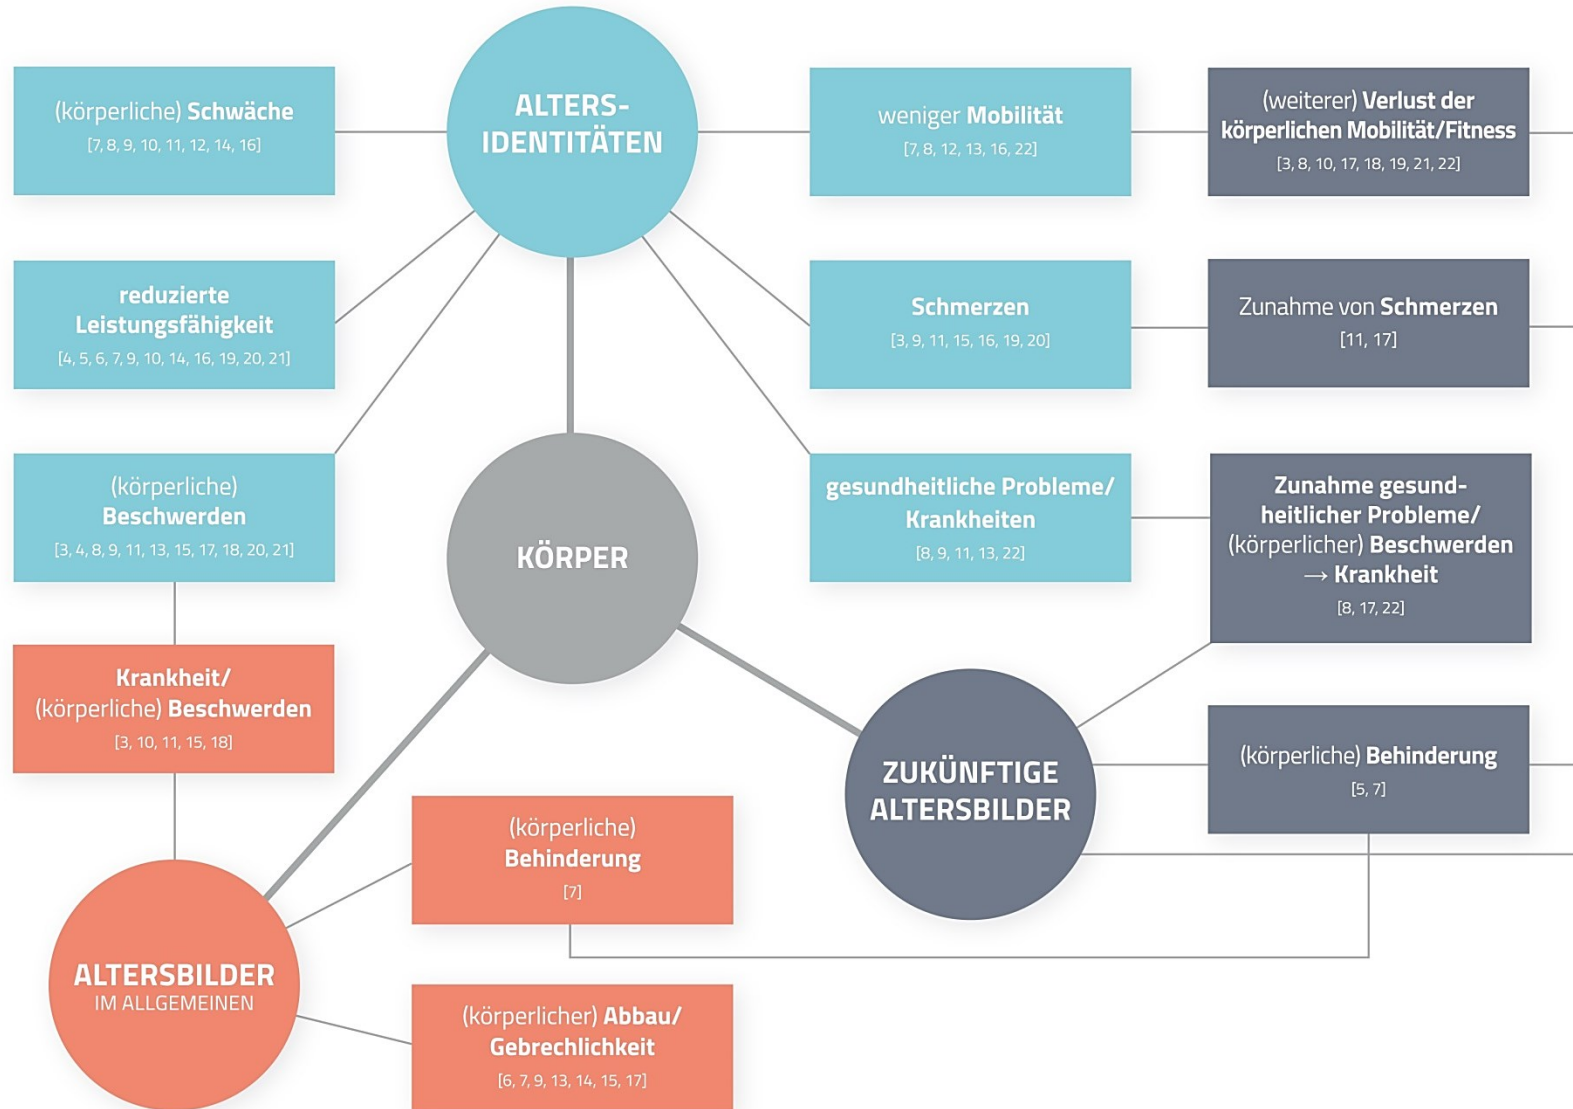 ALTERS-
IDENTITÄTEN
(körperliche) Schwäche
[7, 8, 9, 10, 11, 12, 14, 16]
weniger Mobilität
[7, 8, 12, 13, 16, 22]
(weiterer) Verlust der
körperlichen Mobilität/Fitness
[3, 8, 10, 17, 18, 19, 21, 22]
reduzierte
Leistungsfähigkeit
[4, 5, 6, 7, 9, 10, 14, 16, 19, 20, 21]
Schmerzen
[3, 9, 11, 15, 16, 19, 20]
Zunahme von Schmerzen
[11, 17]
(körperliche)
Beschwerden
[3, 4, 8, 9, 11, 13, 15, 17, 18, 20, 21]
KÖRPER
gesundheitliche Probleme/
Krankheiten
[8, 9, 11, 13, 22]
Zunahme gesund-
heitlicher Probleme/
(körperlicher) Beschwerden
→ Krankheit
[8, 17, 22]
Krankheit/
(körperliche) Beschwerden
[3, 10, 11, 15, 18]
ZUKÜNFTIGE
ALTERSBILDER
(körperliche) Behinderung
[5, 7]
(körperliche)
Behinderung
[7]
ALTERSBILDER
IM ALLGEMEINEN
(körperlicher) Abbau/
Gebrechlichkeit
[6, 7, 9, 13, 14, 15, 17]